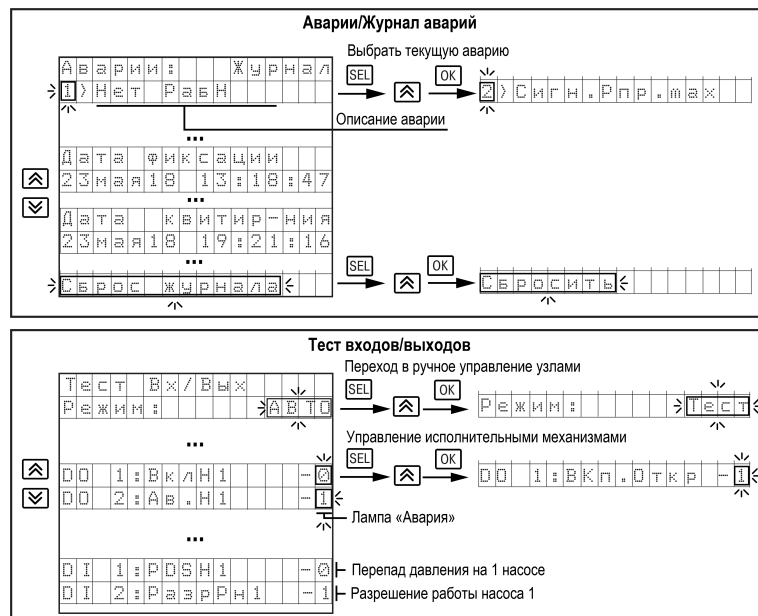 Аварии/Журнал аварий
Выбрать текущую аварию
Аварии: Журнал
1)Нет РабН
SEL OK
2)Сигн.Рпр.max
Описание аварии
...
Дата фиксации
23мая18 13:18:47
...
Дата квитир-ния
23мая18 19:21:16
...
Сброс журнала
SEL OK
Сбросить
Тест входов/выходов
Переход в ручное управление узлами
Тест Вх/Вых
Режим: АВТО
SEL OK
Режим: Тест
...
Управление исполнительными механизмами
DO 1:ВклН1 -0
SEL OK
DO 1:ВКп.Откр -1
DO 2:Ав.Н1 -1
Лампа «Авария»
...
DI 1:PDSН1 -0
Перепад давления на 1 насосе
DI 2:РазрРн1 -1
Разрешение работы насоса 1